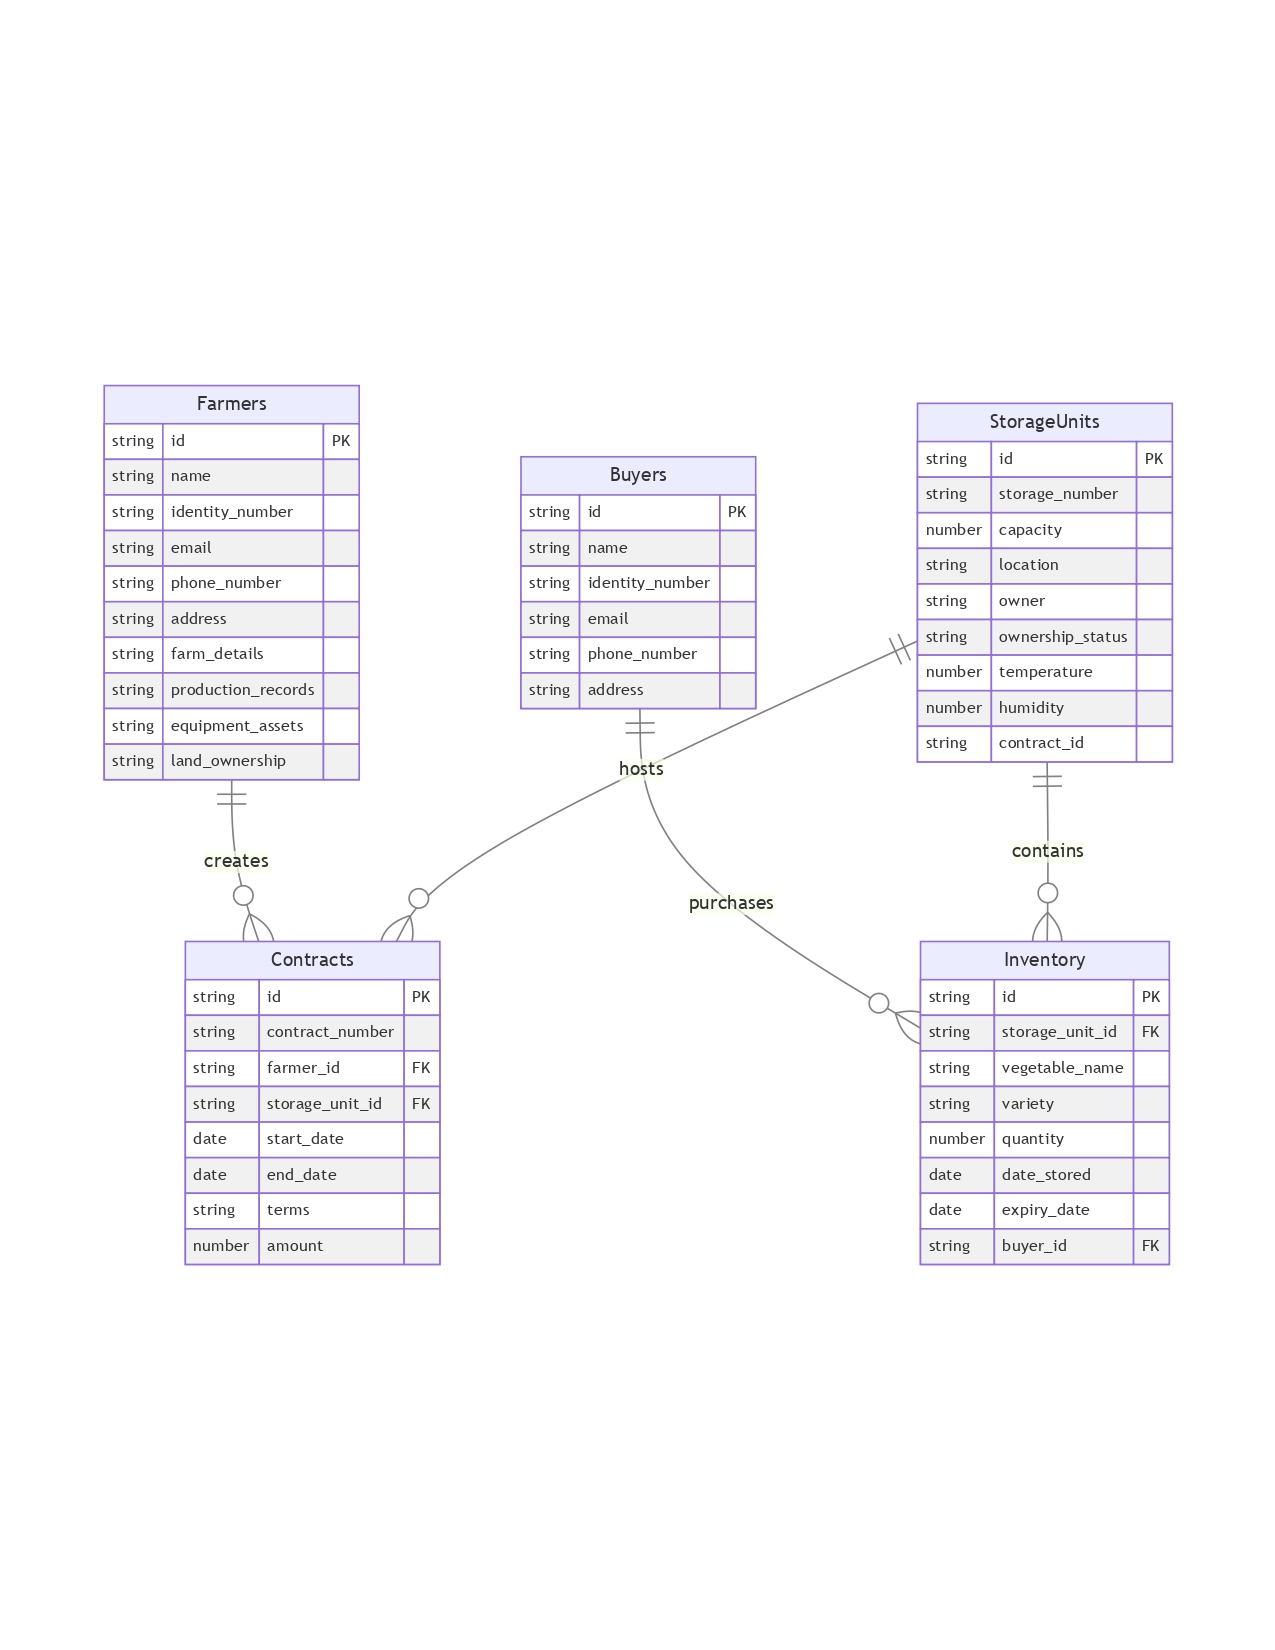 Farmers
string id PK
string name
string identity_number
string email
string phone_number
string address
string farm_details
string production_records
string equipment_assets
string land_ownership
Buyers
string id PK
string name
string identity_number
string email
string phone_number
string address
StorageUnits
string id PK
string storage_number
number capacity
string location
string owner
string ownership_status
number temperature
number humidity
string contract_id
hosts
creates
purchases
contains
Contracts
string id PK
string contract_number
string farmer_id FK
string storage_unit_id FK
date start_date
date end_date
string terms
number amount
Inventory
string id PK
string storage_unit_id FK
string vegetable_name
string variety
number quantity
date date_stored
date expiry_date
string buyer_id FK